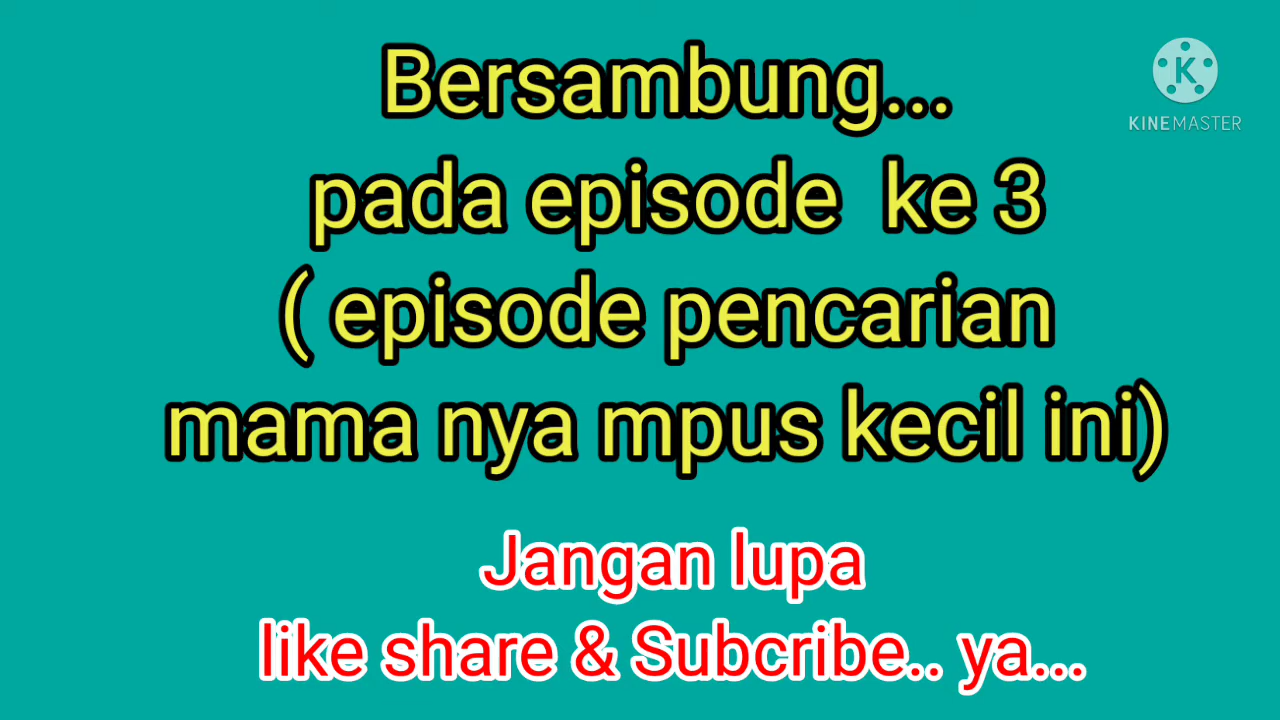 Bersambung...
pada episode  ke 3
( episode pencarian
mama nya mpus kecil ini)
Jangan lupa
like share & Subcribe.. ya...
K
KINEMASTER